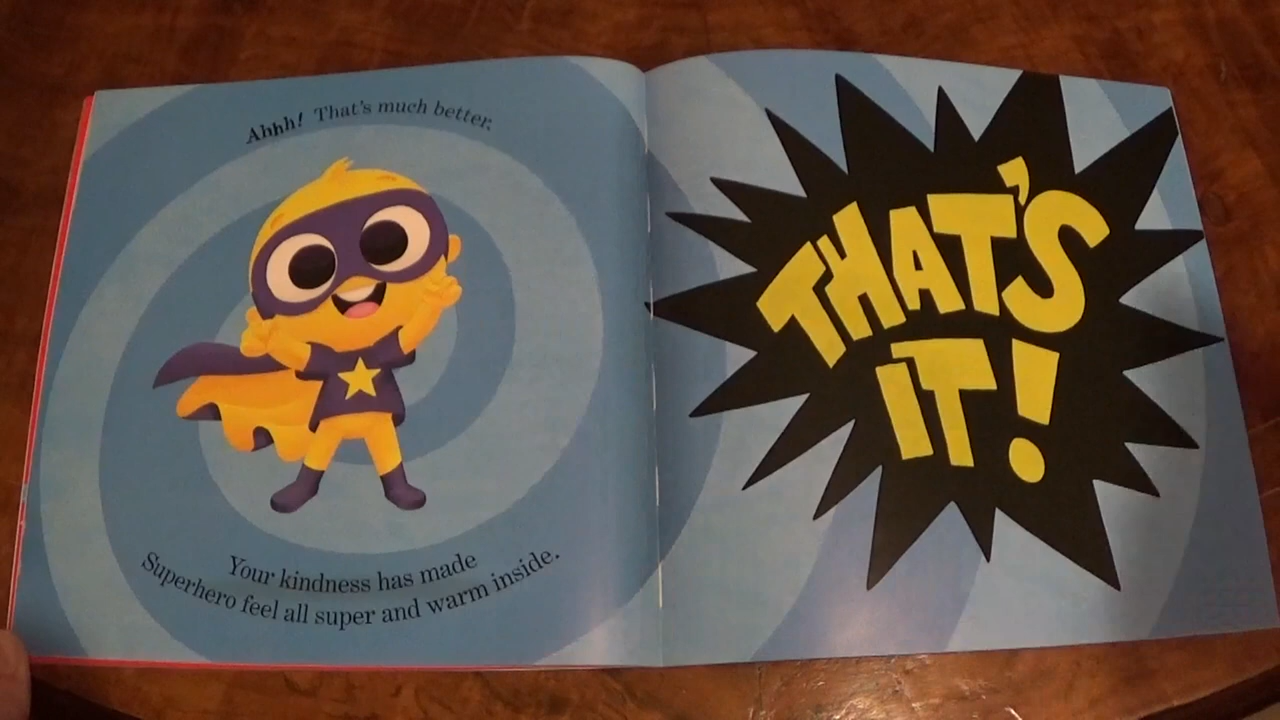 Ahhh! That's much better.
Your kindness has made
Superhero feel all super and warm inside.
THAT'S
IT!